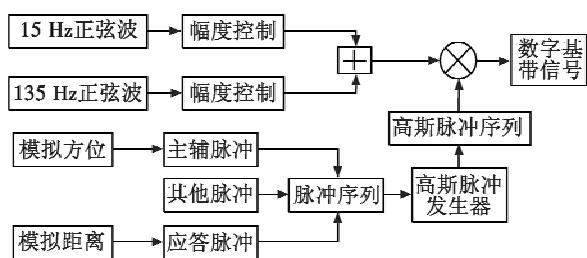 15 Hz正弦波
幅度控制
数字基
带信号
135 Hz正弦波
幅度控制
高斯脉冲序列
模拟方位
主辅脉冲
其他脉冲
脉冲序列
高斯脉冲
发生器
模拟距离
应答脉冲